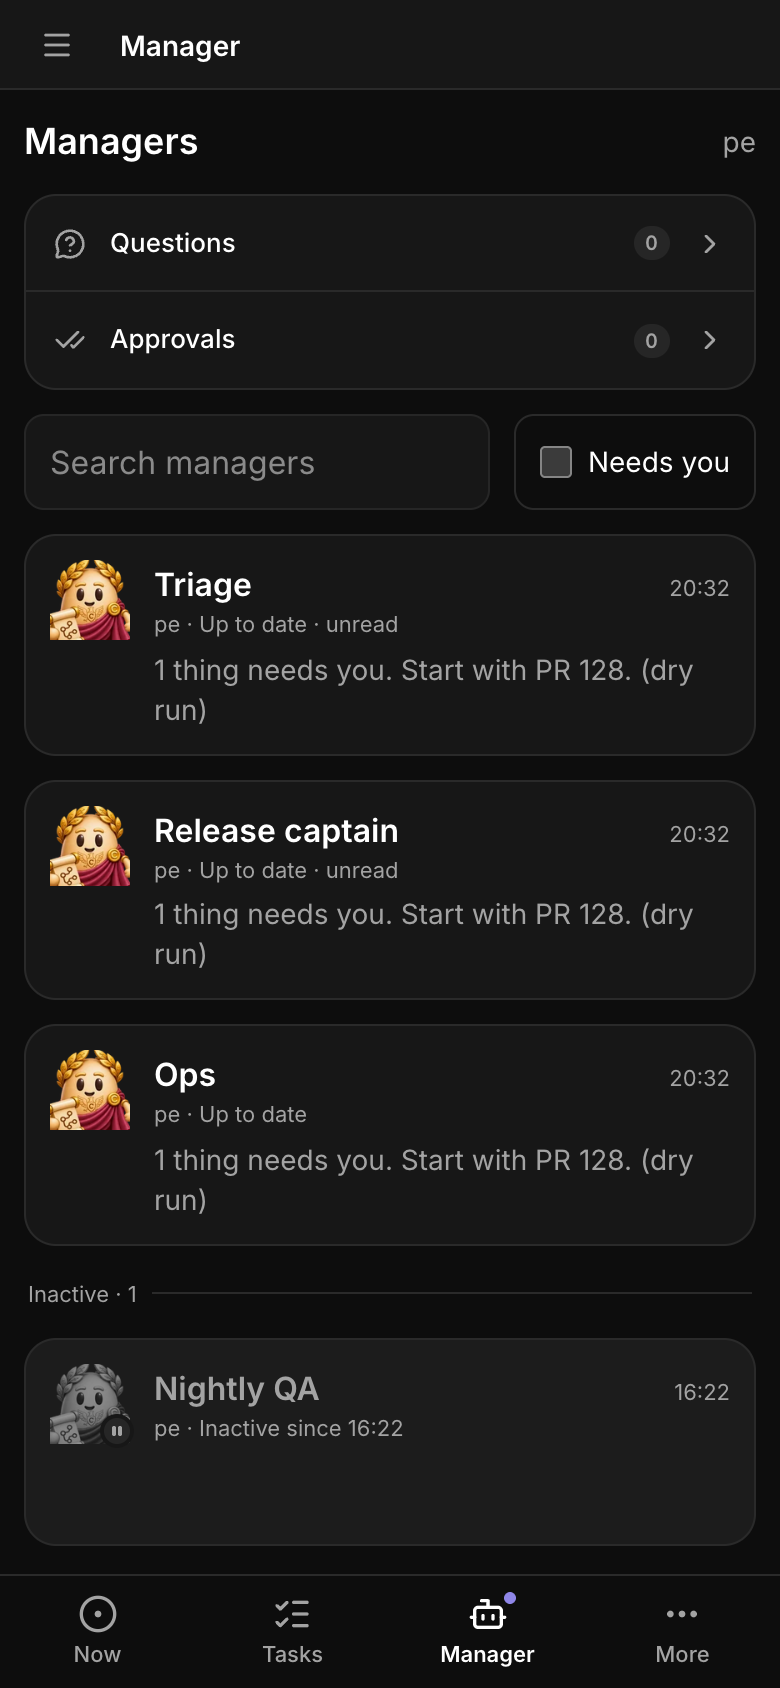 Manager
Managers
pe
Questions
0
Approvals
0
Search managers
Needs you
Triage
20:32
pe · Up to date · unread
1 thing needs you. Start with PR 128. (dry
run)
Release captain
20:32
pe · Up to date · unread
1 thing needs you. Start with PR 128. (dry
run)
Ops
20:32
pe · Up to date
1 thing needs you. Start with PR 128. (dry
run)
Inactive · 1
Nightly QA
16:22
pe · Inactive since 16:22
Now
Tasks
Manager
More